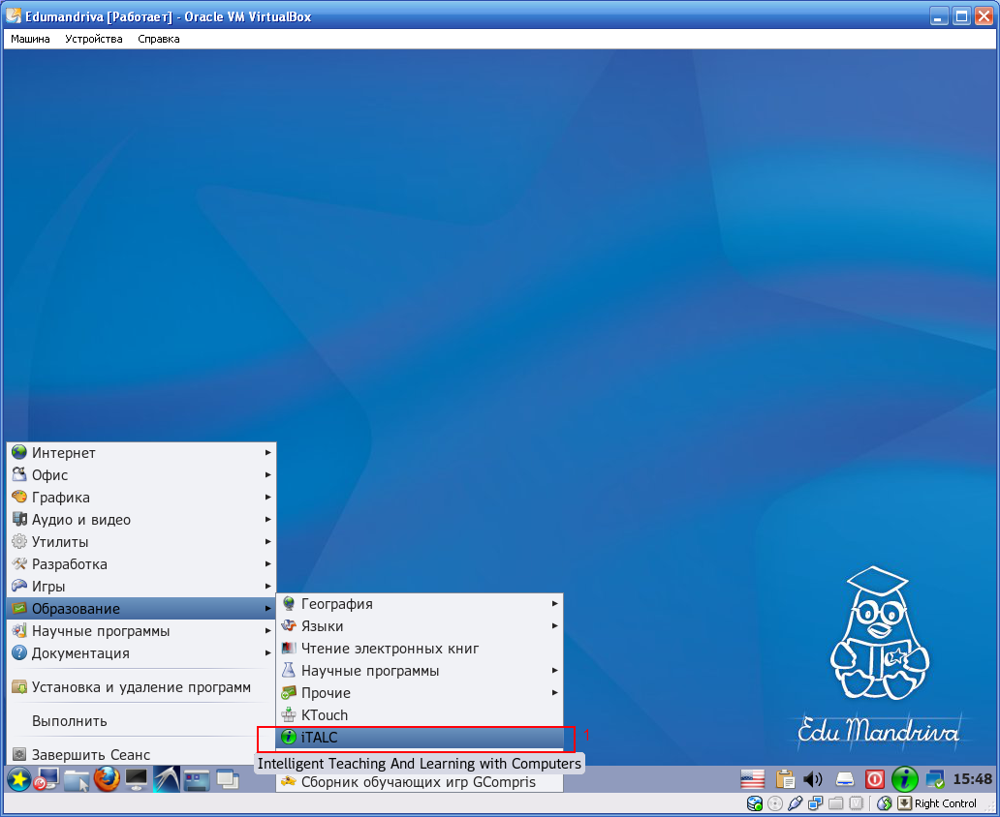 Edumandriva [Работает] - Oracle VM VirtualBox
Машина Устройства Справка
Интернет
Офис
Графика
Аудио и видео
Утилиты
Разработка
Игры
Образование
Научные программы
Документация
Установка и удаление программ
Выполнить
Завершить Сеанс
География
Языки
Чтение электронных книг
Научные программы
Прочие
KTouch
iTALC
1
Intelligent Teaching And Learning with Computers
Сборник обучающих игр GCompris
Edu Mandriva
15:48
Right Control